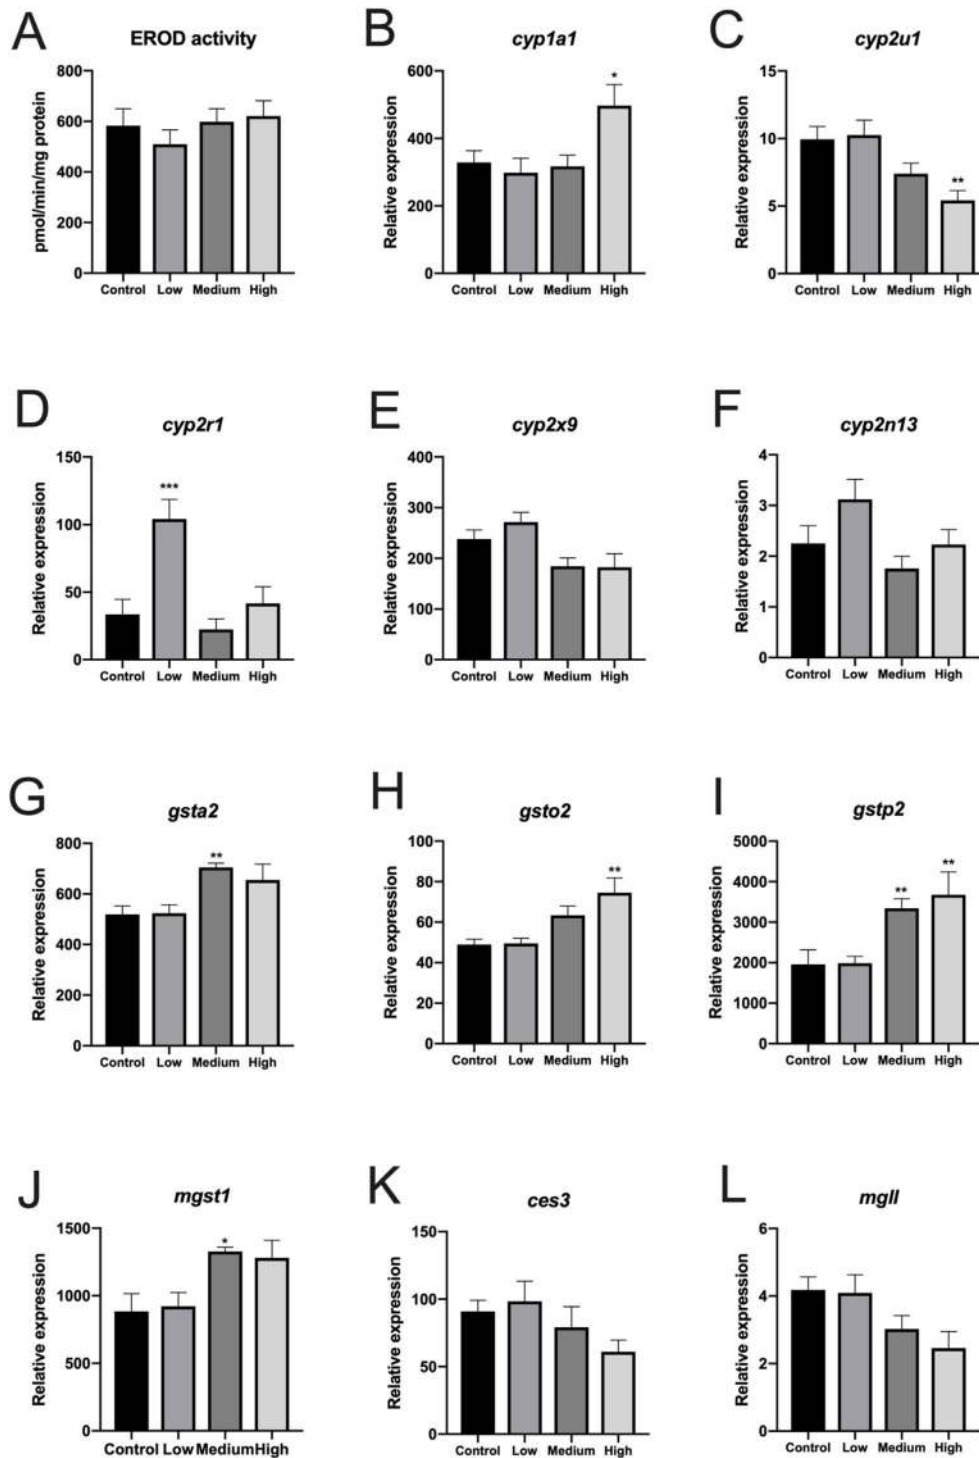 A
EROD activity
pmol/min/mg protein
800
600
400
200
0
Control Low Medium High
B
cyp1a1
Relative expression
600
400
200
0
*
Control Low Medium High
C
cyp2u1
Relative expression
15
10
5
0
**
Control Low Medium High
D
cyp2r1
Relative expression
150
100
50
0
***
Control Low Medium High
E
cyp2x9
Relative expression
400
300
200
100
0
Control Low Medium High
F
cyp2n13
Relative expression
4
3
2
1
0
Control Low Medium High
G
gsta2
Relative expression
800
600
400
200
0
**
Control Low Medium High
H
gsto2
Relative expression
100
80
60
40
20
0
**
Control Low Medium High
I
gstp2
Relative expression
5000
4000
3000
2000
1000
0
**
**
Control Low Medium High
J
mgst1
Relative expression
1500
1000
500
0
*
Control Low Medium High
K
ces3
Relative expression
150
100
50
0
Control Low Medium High
L
mgll
Relative expression
6
4
2
0
Control Low Medium High